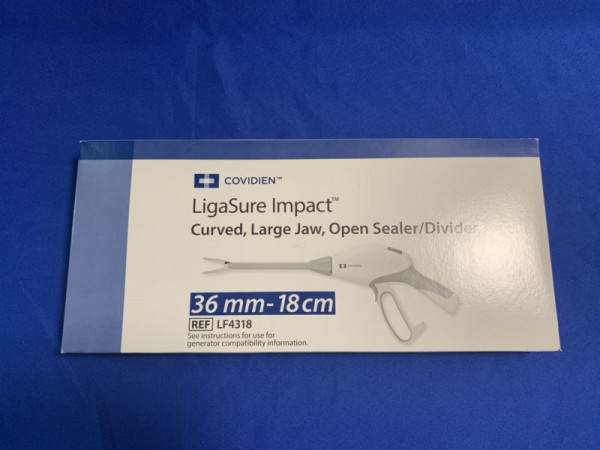 COVIDIEN™
LigaSure Impact™
Curved, Large Jaw, Open Sealer/Divider
COVIDIEN
36 mm - 18 cm
REF LF4318
See instructions for use for
generator compatibility information.